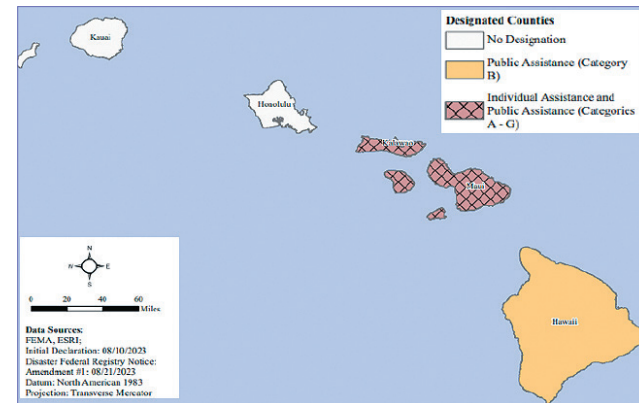 Kauai
Honolulu
Kalawao
Maui
Hawaii
Designated Counties
No Designation
Public Assistance (Category
B)
Individual Assistance and
Public Assistance (Categories
A - G)
N
N
E
S
0 20 40 60
Miles
Data Sources:
FEMA, ESRI;
Initial Declaration: 08/10/2023
Disaster Federal Registry Notice:
Amendment #1: 08/21/2023
Datum: North American 1983
Projection: Transverse Mercator